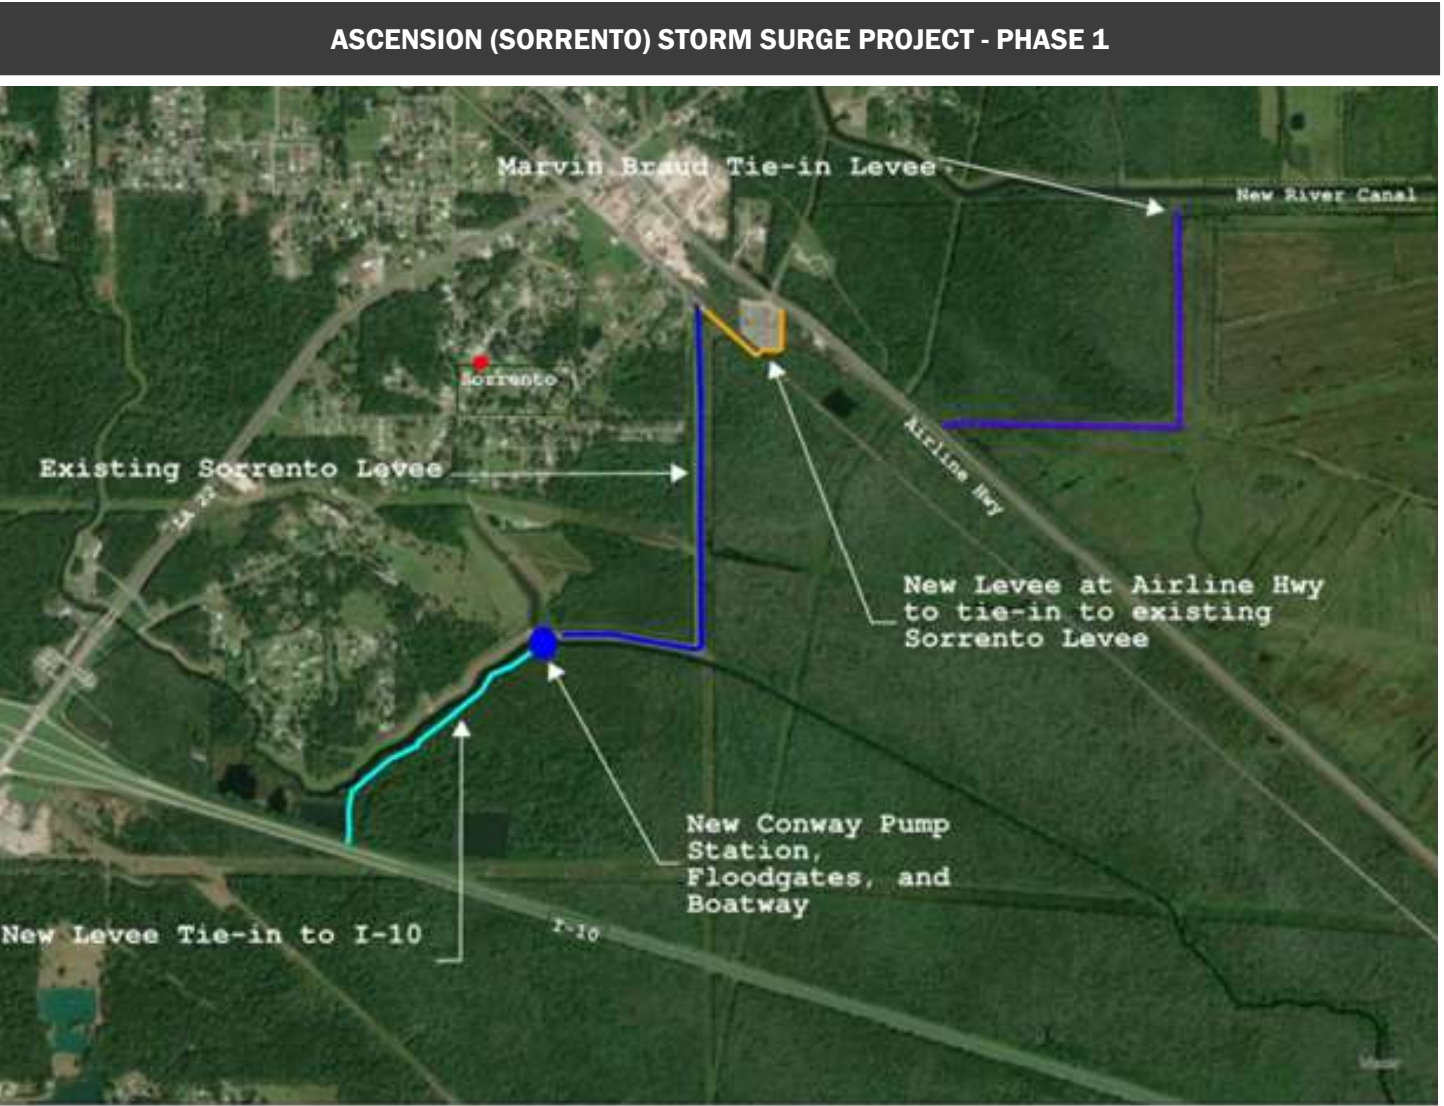 ASCENSION (SORRENTO) STORM SURGE PROJECT - PHASE 1
Marvin Braud Tie-in Levee
New River Canal
Sorrento
Existing Sorrento Levee
LA 22
Airline Hwy
New Levee at Airline Hwy
to tie-in to existing
Sorrento Levee
New Conway Pump
Station,
Floodgates, and
Boatway
New Levee Tie-in to I-10
I-10